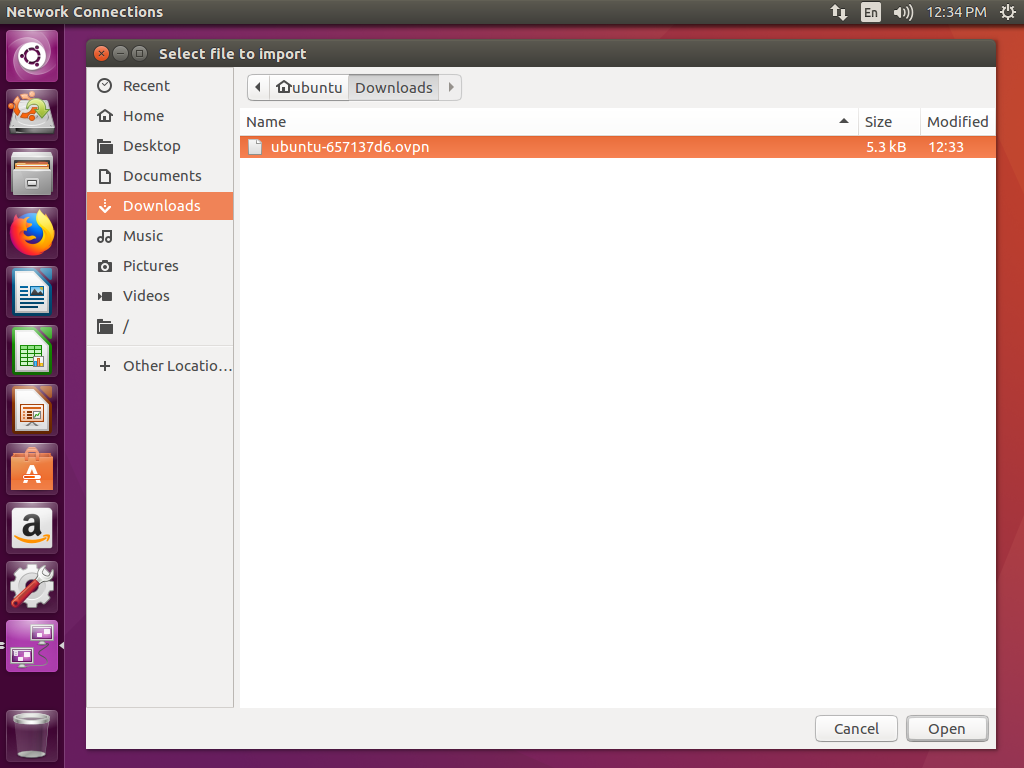 Network Connections
En
12:34 PM
Select file to import
Recent
Home
Desktop
Documents
Downloads
Music
Pictures
Videos
/
Other Locatio...
ubuntu
Downloads
Name
Size
Modified
ubuntu-657137d6.ovpn
5.3 kB
12:33
Cancel
Open